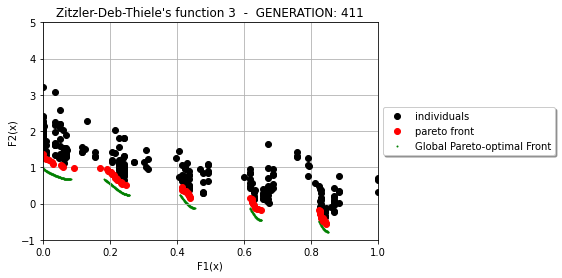 Zitzler-Deb-Thiele's function 3 - GENERATION: 411
5
4
3
2
1
0
−1
F2(x)
0.0 0.2 0.4 0.6 0.8 1.0
F1(x)
individuals
pareto front
Global Pareto-optimal Front